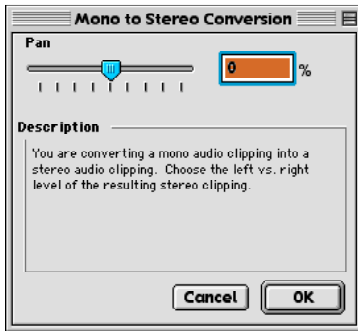 Mono to Stereo Conversion
Pan
0 %
Description
You are converting a mono audio clipping into a
stereo audio clipping. Choose the left vs. right
level of the resulting stereo clipping.
Cancel OK